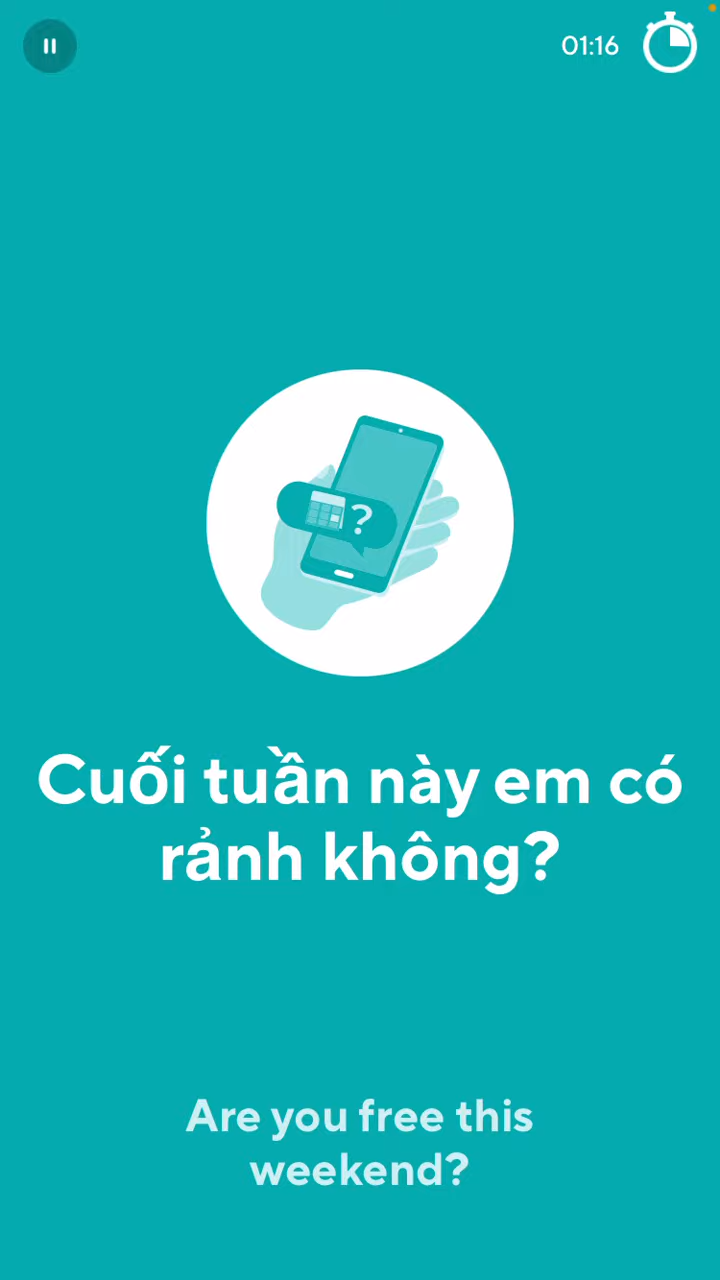 01:16
?
Cuối tuần này em có
rảnh không?
Are you free this
weekend?